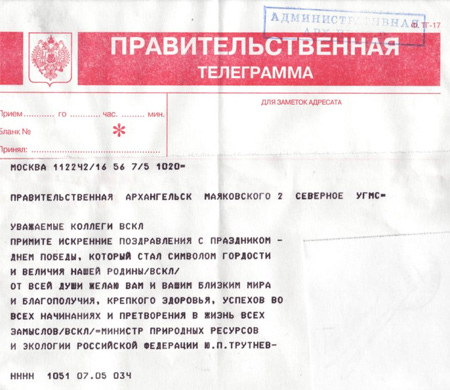 АДМИНИСТРАТИВНАЯ
Ф. ТГ-17
ПРАВИТЕЛЬСТВЕННАЯ
ТЕЛЕГРАММА
Прием го час. мин.
Бланк №
*
Принял:
ДЛЯ ЗАМЕТОК АДРЕСАТА
МОСКВА 112242/16 56 7/5 1020=
ПРАВИТЕЛЬСТВЕННАЯ АРХАНГЕЛЬСК МАЯКОВСКОГО 2 СЕВЕРНОЕ УГМС=
УВАЖАЕМЫЕ КОЛЛЕГИ ВСКЛ
ПРИМИТЕ ИСКРЕННИЕ ПОЗДРАВЛЕНИЯ С ПРАЗДНИКОМ -
ДНЕМ ПОБЕДЫ, КОТОРЫЙ СТАЛ СИМВОЛОМ ГОРДОСТИ
И ВЕЛИЧИЯ НАШЕЙ РОДИНЫ/ВСКЛ/
ОТ ВСЕЙ ДУШИ ЖЕЛАЮ ВАМ И ВАШИМ БЛИЗКИМ МИРА
И БЛАГОПОЛУЧИЯ, КРЕПКОГО ЗДОРОВЬЯ, УСПЕХОВ ВО
ВСЕХ НАЧИНАНИЯХ И ПРЕТВОРЕНИЯ В ЖИЗНЬ ВСЕХ
ЗАМЫСЛОВ/ВСКЛ/=МИНИСТР ПРИРОДНЫХ РЕСУРСОВ
И ЭКОЛОГИИ РОССИЙСКОЙ ФЕДЕРАЦИИ Ю.П.ТРУТНЕВ-
НННН 1051 07.05 034